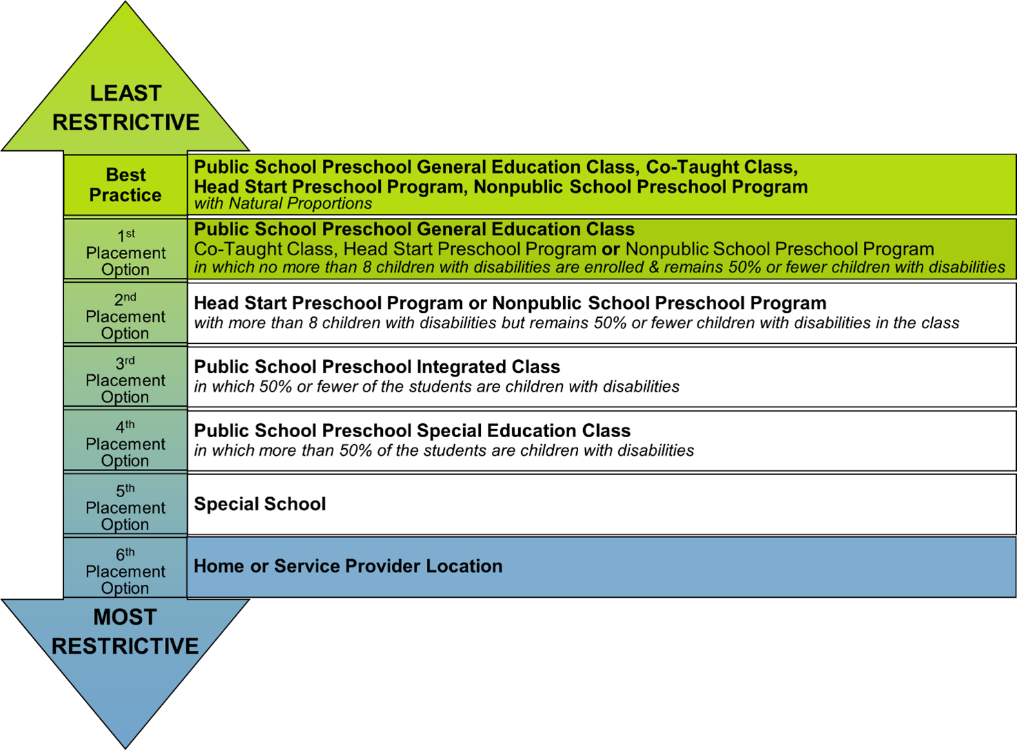 LEAST
RESTRICTIVE
Best
Practice
Public School Preschool General Education Class, Co-Taught Class,
Head Start Preschool Program, Nonpublic School Preschool Program
with Natural Proportions
1st
Placement
Option
Public School Preschool General Education Class
Co-Taught Class, Head Start Preschool Program or Nonpublic School Preschool Program
in which no more than 8 children with disabilities are enrolled & remains 50% or fewer children with disabilities
2nd
Placement
Option
Head Start Preschool Program or Nonpublic School Preschool Program
with more than 8 children with disabilities but remains 50% or fewer children with disabilities in the class
3rd
Placement
Option
Public School Preschool Integrated Class
in which 50% or fewer of the students are children with disabilities
4th
Placement
Option
Public School Preschool Special Education Class
in which more than 50% of the students are children with disabilities
5th
Placement
Option
Special School
6th
Placement
Option
Home or Service Provider Location
MOST
RESTRICTIVE